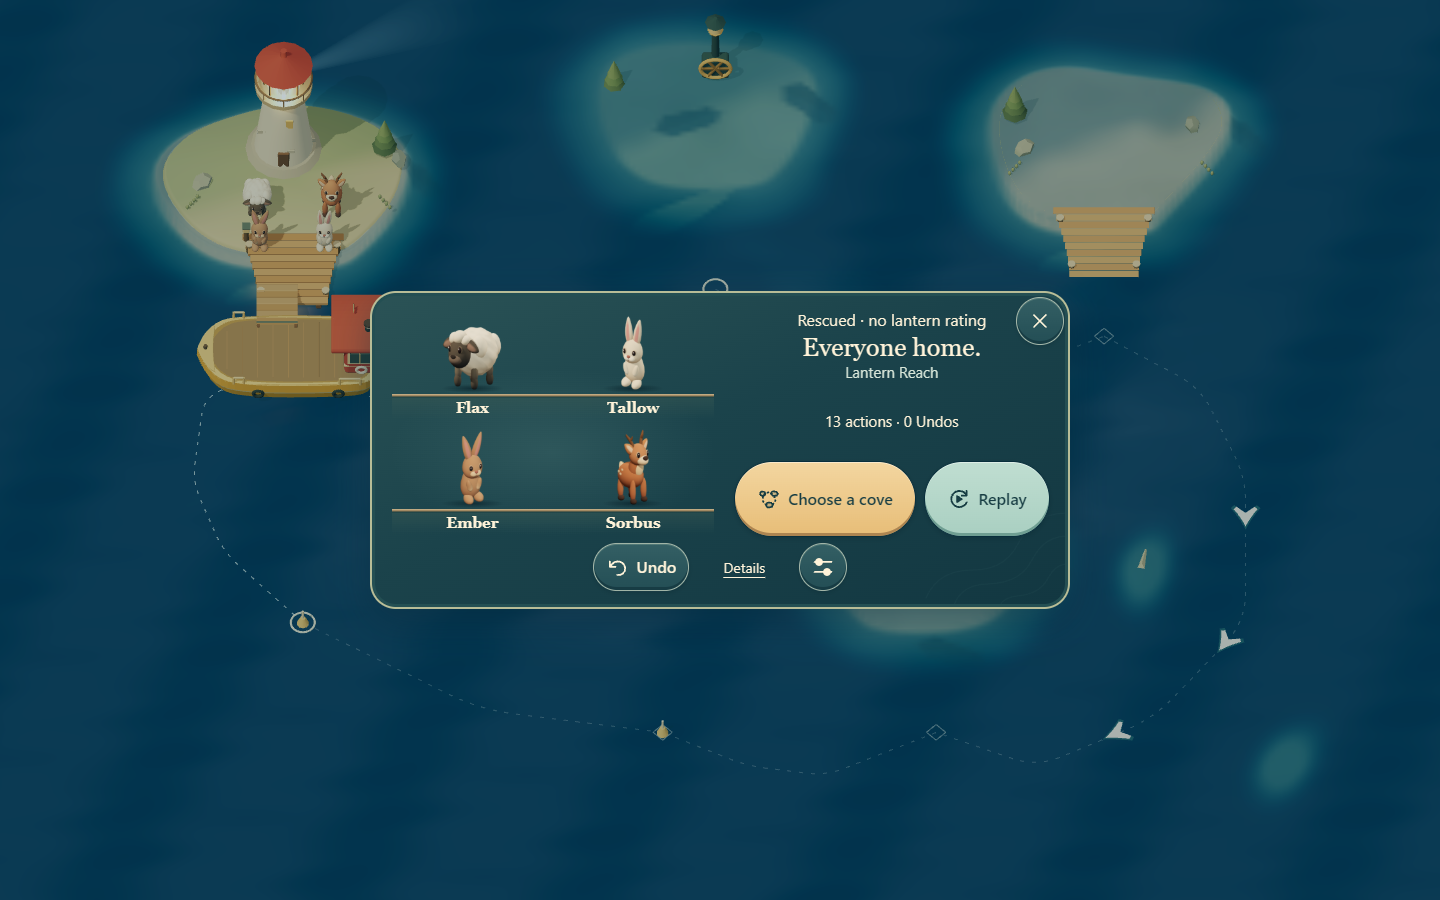 Rescued · no lantern rating
Everyone home.
Lantern Reach
13 actions · 0 Undos
Flax
Tallow
Ember
Sorbus
Choose a cove
Replay
Undo
Details